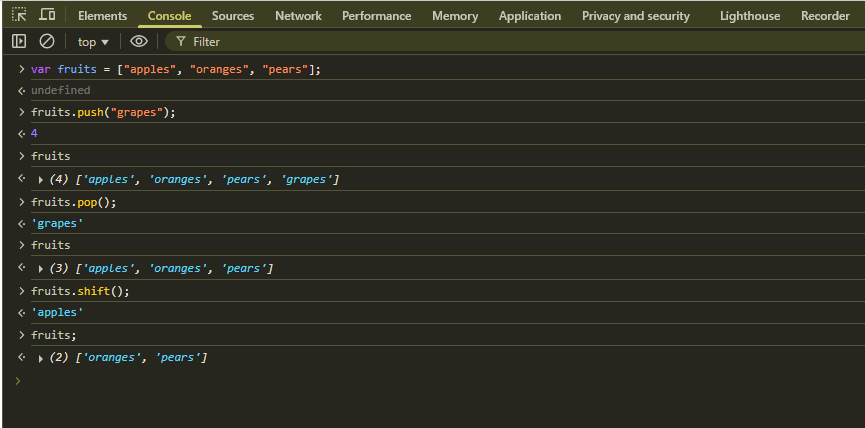 Elements Console Sources Network Performance Memory Application Privacy and security Lighthouse Recorder
top Filter
var fruits = ["apples", "oranges", "pears"];
undefined
fruits.push("grapes");
4
fruits
(4) ['apples', 'oranges', 'pears', 'grapes']
fruits.pop();
'grapes'
fruits
(3) ['apples', 'oranges', 'pears']
fruits.shift();
'apples'
fruits;
(2) ['oranges', 'pears']